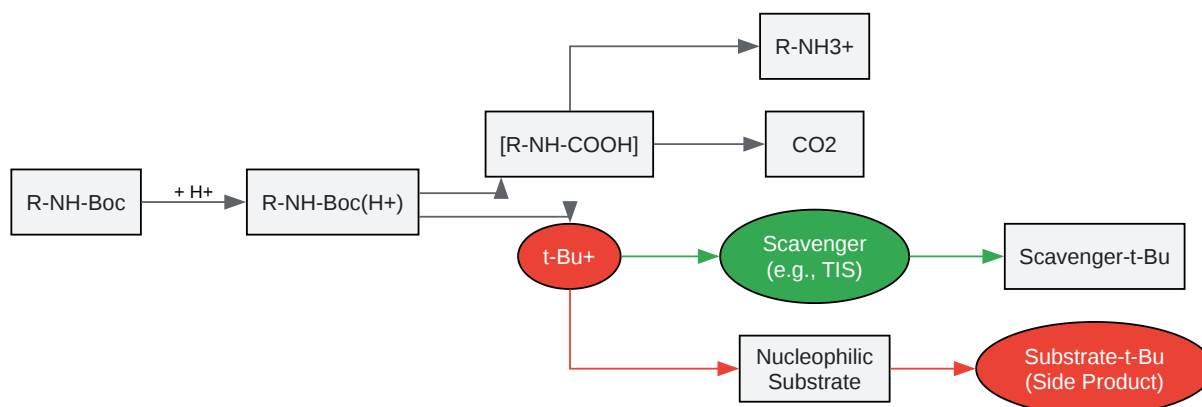 R-NH3+
[R-NH-COOH]
CO2
+ H+
R-NH-Boc
R-NH-Boc(H+)
t-Bu+
Scavenger
(e.g., TIS)
Scavenger-t-Bu
Nucleophilic
Substrate
Substrate-t-Bu
(Side Product)